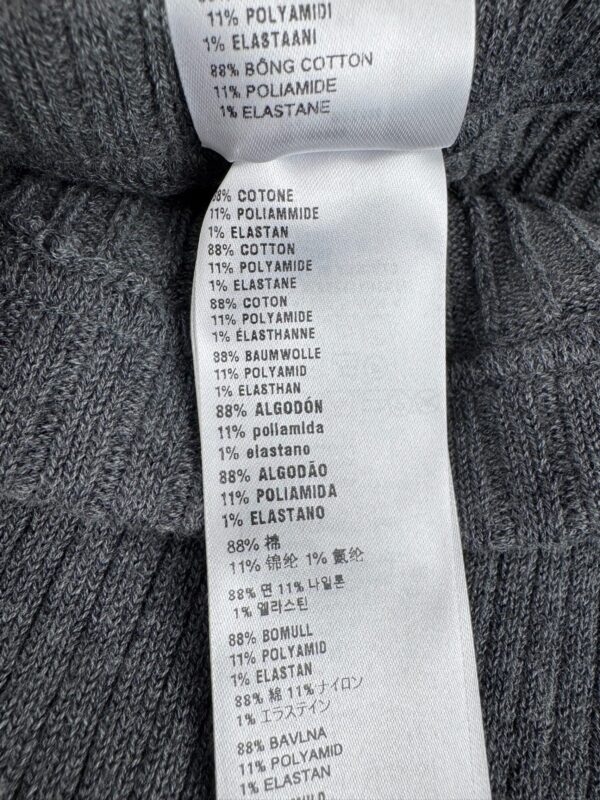 11% POLYAMIDI
1% ELASTAANI
88% BÔNG COTTON
11% POLIAMIDE
1% ELASTANE
88% COTONE
11% POLIAMMIDE
1% ELASTAN
88% COTTON
11% POLYAMIDE
1% ELASTANE
88% COTON
11% POLYAMIDE
1% ÉLASTHANNE
88% BAUMWOLLE
11% POLYAMID
1% ELASTHAN
88% ALGODÓN
11% poliamida
1% elastano
88% ALGODÃO
11% POLIAMIDA
1% ELASTANO
88% 棉
11% 锦纶 1% 氨纶
88% 면 11% 나일론
1% 엘라스틴
88% BOMULL
11% POLYAMID
1% ELASTAN
88% 綿 11% ナイロン
1% エラステイン
88% BAVLNA
11% POLYAMID
1% ELASTAN